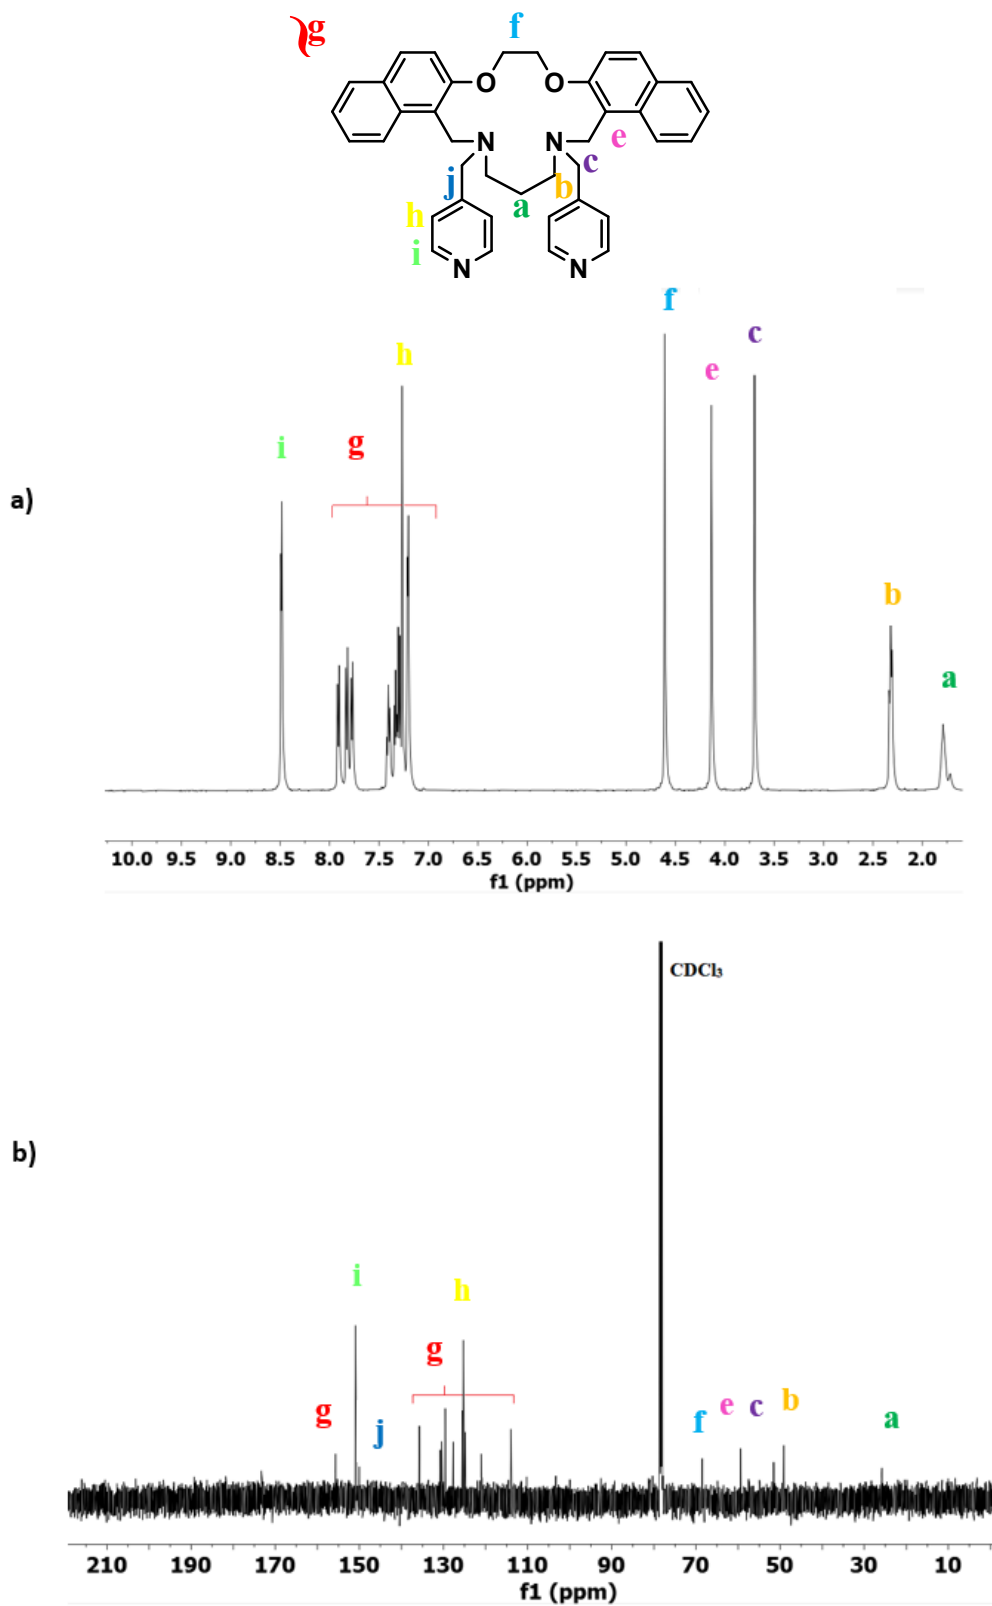 g
f
O O
N N
e
j c
b
h a
i
N N
f
c
h
e
i g
a)
b
a
10.0 9.5 9.0 8.5 8.0 7.5 7.0 6.5 6.0 5.5 5.0 4.5 4.0 3.5 3.0 2.5 2.0
f1 (ppm)
CDCl₃
b)
i
h
g
g j
f e c b a
210 190 170 150 130 110 90 70 50 30 10
f1 (ppm)